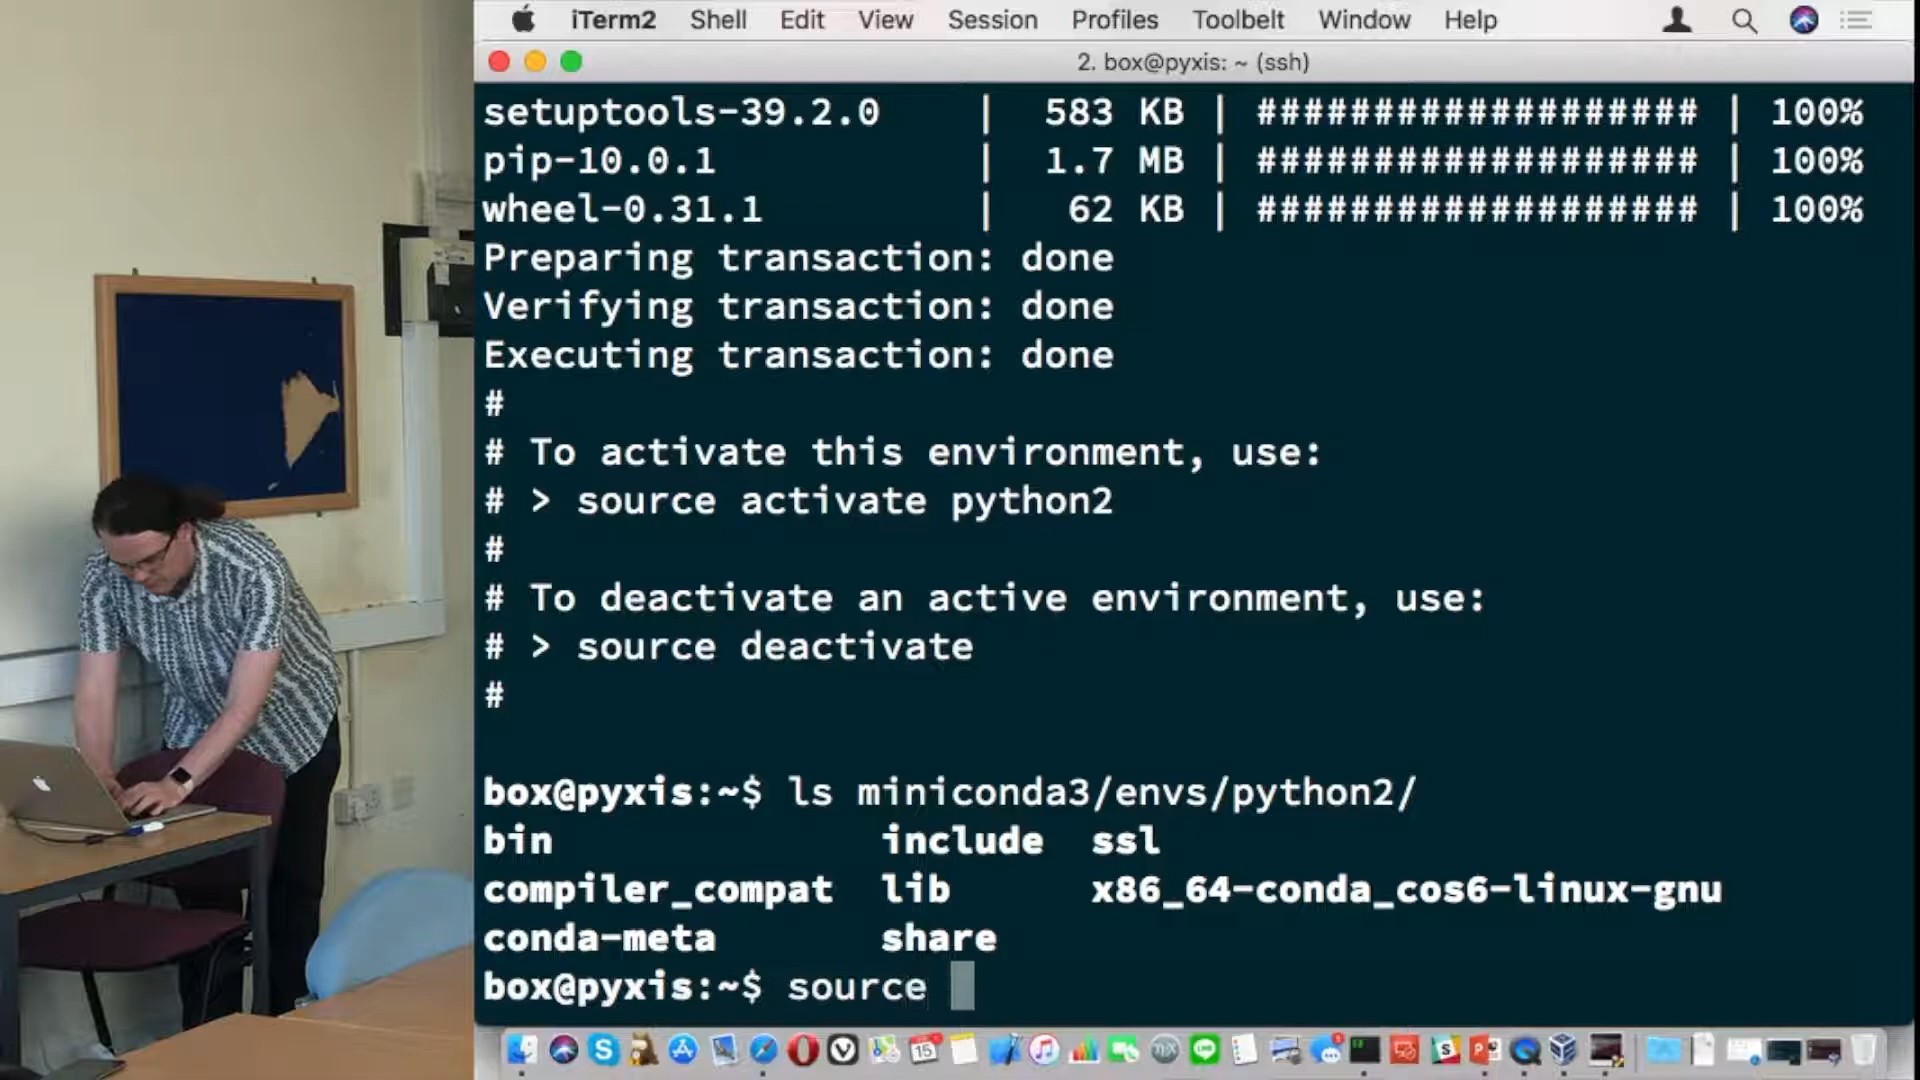 iTerm2 Shell Edit View Session Profiles Toolbelt Window Help
2. box@pyxis: ~ (ssh)
setuptools-39.2.0 | 583 KB | ################### | 100%
pip-10.0.1 | 1.7 MB | ################### | 100%
wheel-0.31.1 | 62 KB | ################### | 100%
Preparing transaction: done
Verifying transaction: done
Executing transaction: done
#
# To activate this environment, use:
# > source activate python2
#
# To deactivate an active environment, use:
# > source deactivate
#
box@pyxis:~$ ls miniconda3/envs/python2/
bin include ssl
compiler_compat lib x86_64-conda_cos6-linux-gnu
conda-meta share
box@pyxis:~$ source
15